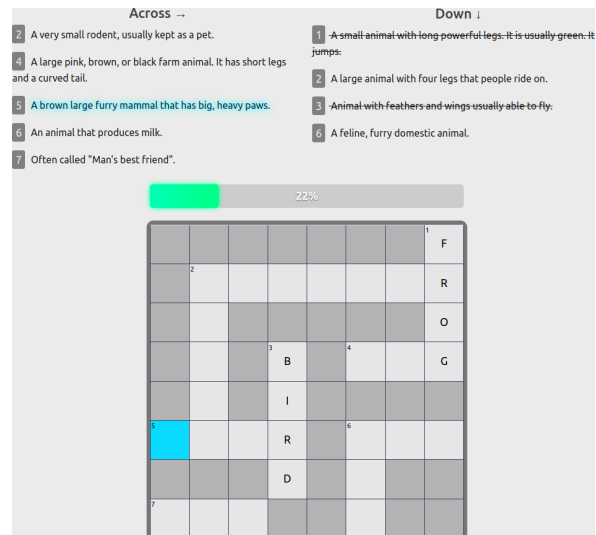 Across →
2 A very small rodent, usually kept as a pet.
4 A large pink, brown, or black farm animal. It has short legs
and a curved tail.
5 A brown large furry mammal that has big, heavy paws.
6 An animal that produces milk.
7 Often called "Man's best friend".
Down ↓
1 A small animal with long powerful legs. It is usually green. It
jumps.
2 A large animal with four legs that people ride on.
3 Animal with feathers and wings usually able to fly.
6 A feline, furry domestic animal.
22%
1 F
2 R
O
3 B 4 G
I
5 R 6
D
7